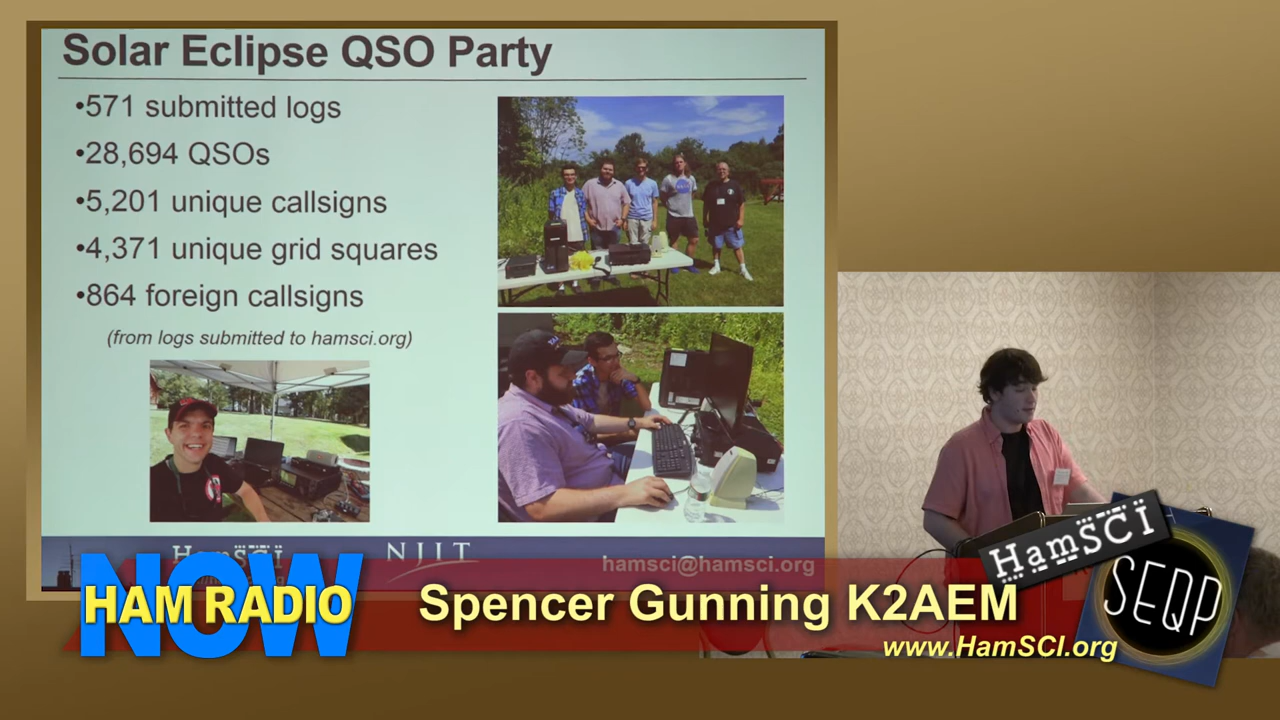 Solar Eclipse QSO Party
•571 submitted logs
•28,694 QSOs
•5,201 unique callsigns
•4,371 unique grid squares
•864 foreign callsigns
(from logs submitted to hamsci.org)
HamSCI
NJIT
hamsci@hamsci.org
HAM RADIO
NOW
Spencer Gunning K2AEM
www.HamSCI.org
HamSCI
SEQP